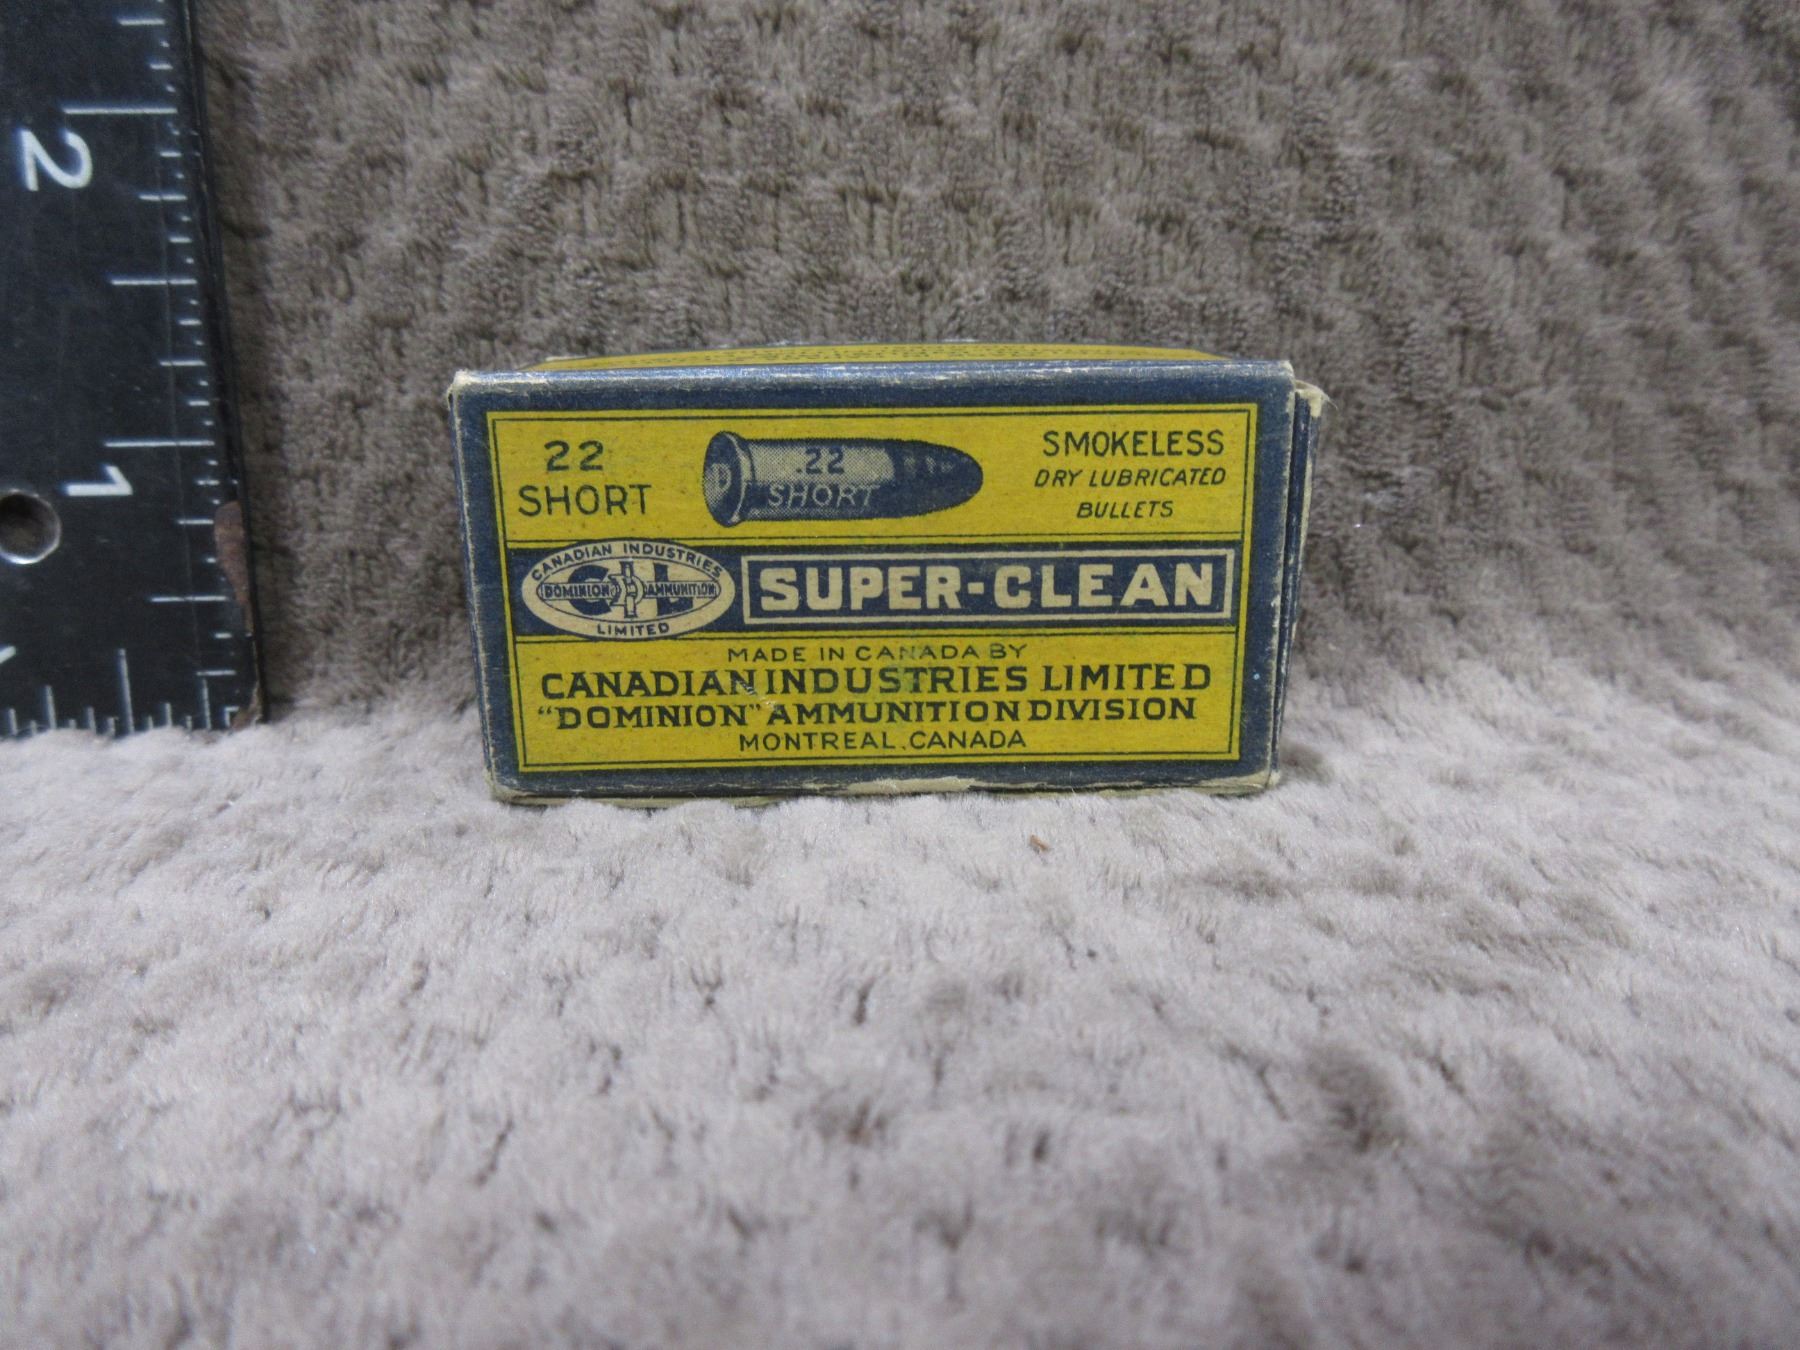 2
1
22
SHORT
D
.22
SHORT
SMOKELESS
DRY LUBRICATED
BULLETS
CANADIAN INDUSTRIES
CIL
DOMINION AMMUNITION
LIMITED
SUPER-CLEAN
MADE IN CANADA BY
CANADIAN INDUSTRIES LIMITED
"DOMINION" AMMUNITION DIVISION
MONTREAL, CANADA